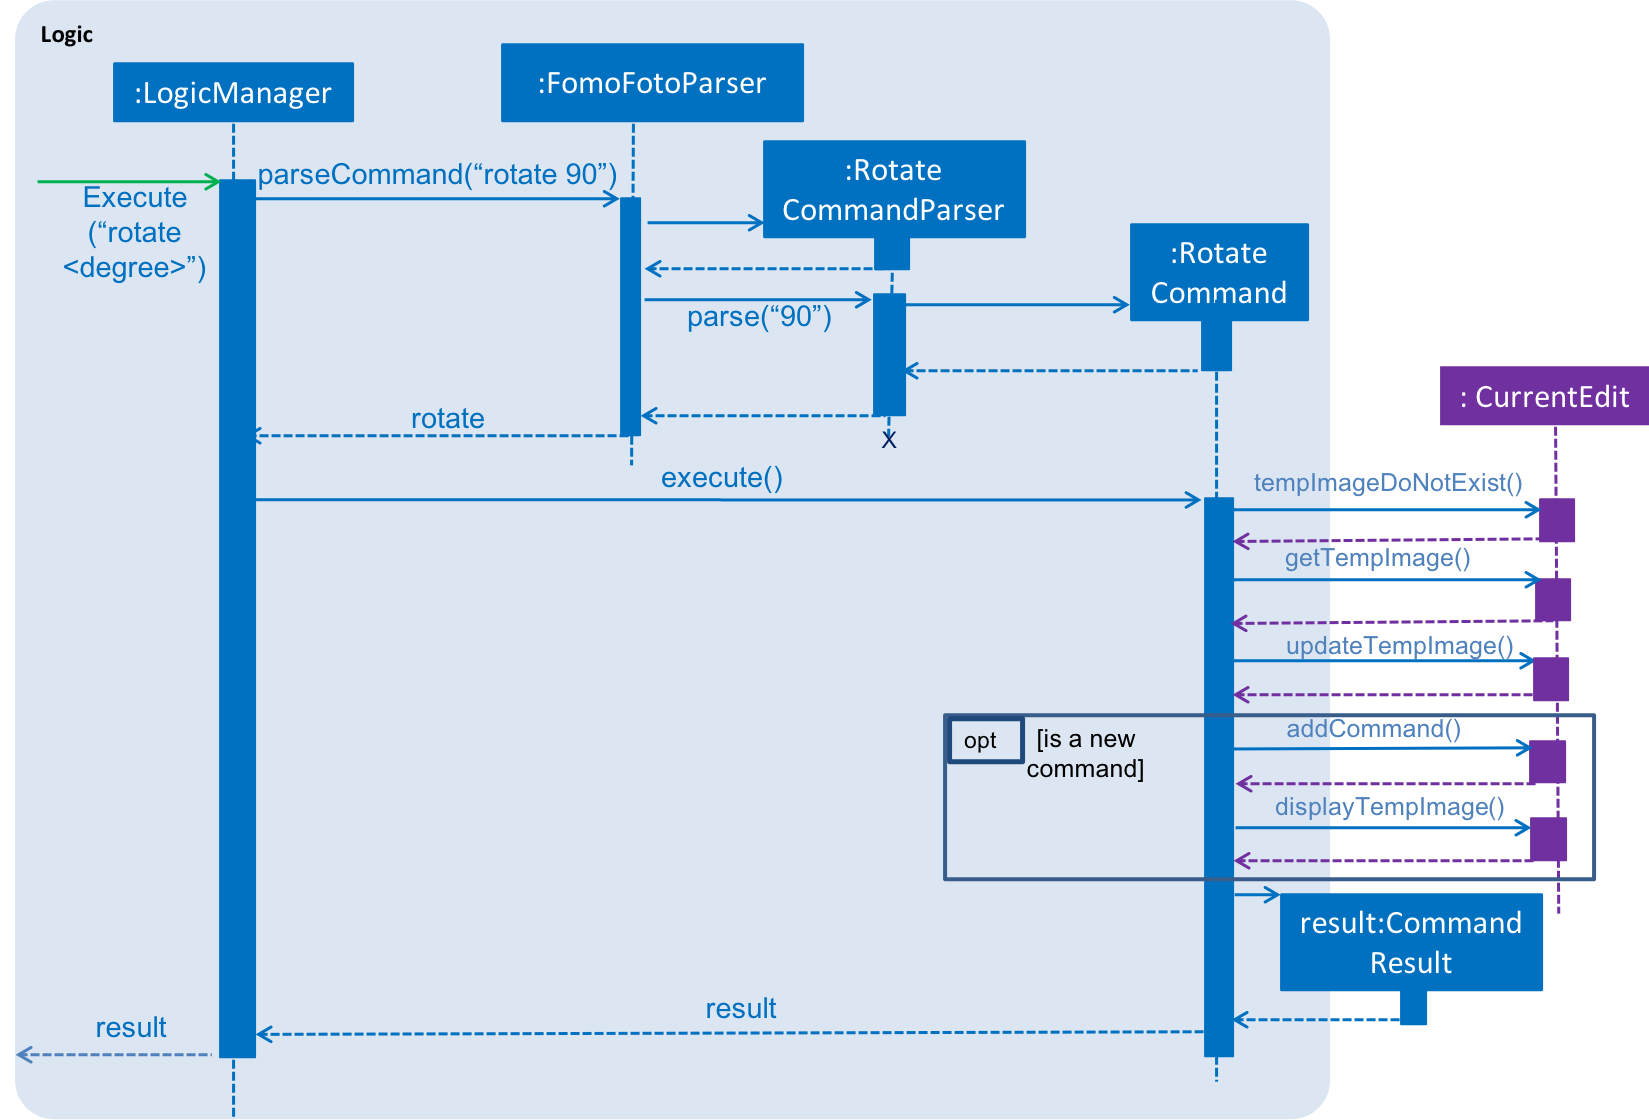 Logic
:LogicManager
:FomoFotoParser
:Rotate
CommandParser
:Rotate
Command
: CurrentEdit
Execute
(“rotate
<degree>”)
parseCommand(“rotate 90”)
parse(“90”)
rotate
X
execute()
tempImageDoNotExist()
getTempImage()
updateTempImage()
opt
[is a new
command]
addCommand()
displayTempImage()
result:Command
Result
result
result